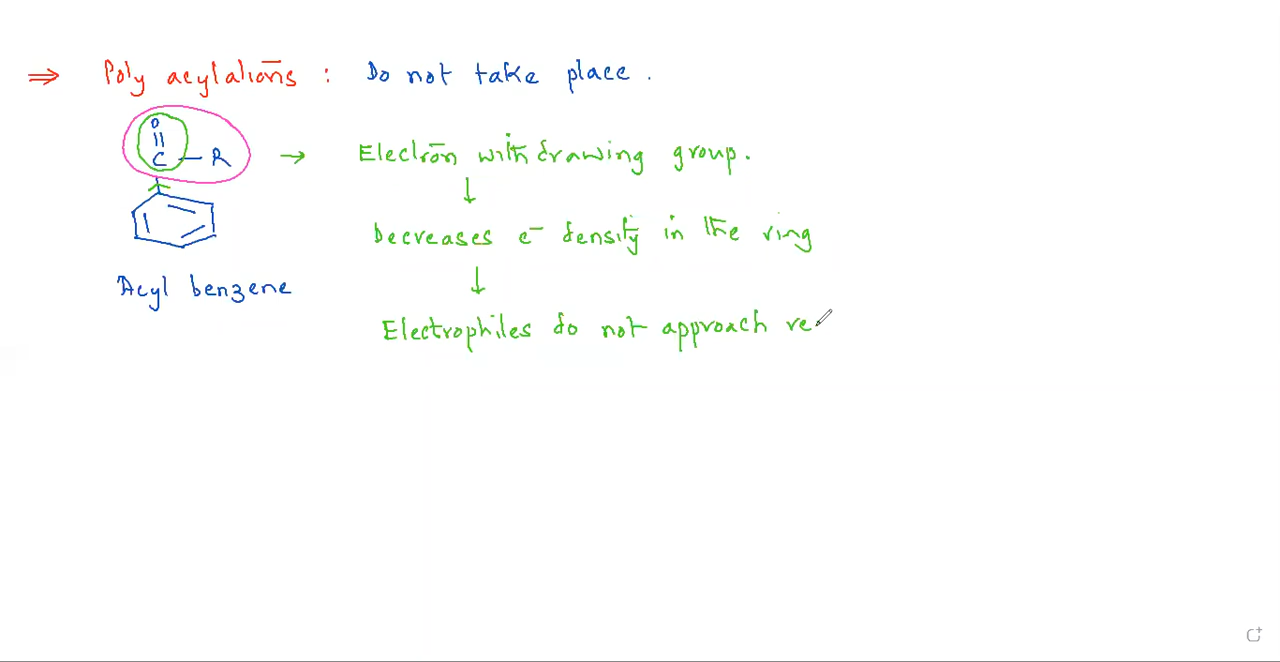 ⇒ Poly acylations : Do not take place .
O
C — R → Electron withdrawing group .
↓
Decreases e⁻ density in the ring
Acyl benzene
↓
Electrophiles do not approach re